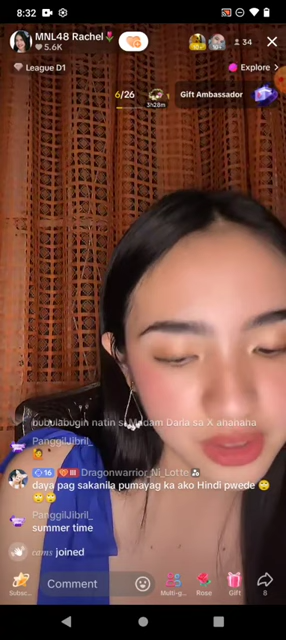 8:32
MNL48 Rachel🌷
5.6K
34
League D1
Explore >
6/26
3h28m
Gift Ambassador
bubulabugin natin si Madam Darla sa X ahahaha
PanggilJibril_
🙋
16 III Dragonwarrior_Ni_Lotte
daya pag sakanila pumayag ka ako Hindi pwede 🙄
🙄🙄
PanggilJibril_
summer time
cams joined
Comment
Subsc...
Multi-g...
Rose
Gift
8